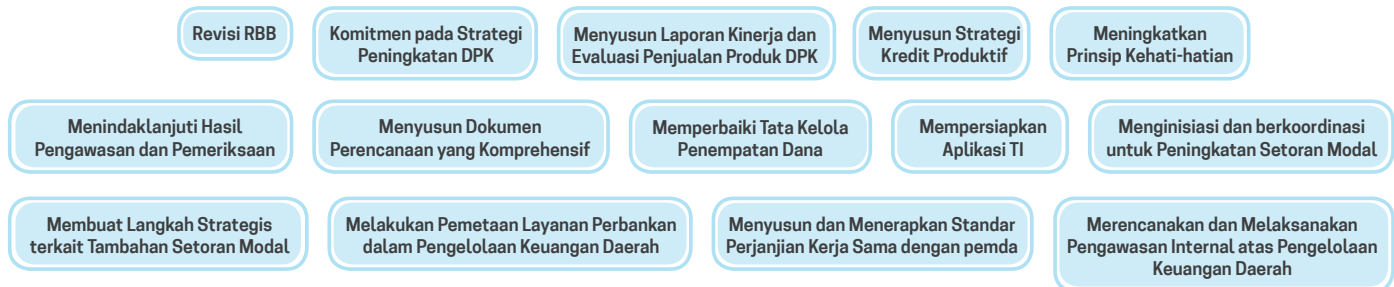 Revisi RBB
Komitmen pada Strategi
Peningkatan DPK
Menyusun Laporan Kinerja dan
Evaluasi Penjualan Produk DPK
Menyusun Strategi
Kredit Produktif
Meningkatkan
Prinsip Kehati-hatian
Menindaklanjuti Hasil
Pengawasan dan Pemeriksaan
Menyusun Dokumen
Perencanaan yang Komprehensif
Memperbaiki Tata Kelola
Penempatan Dana
Mempersiapkan
Aplikasi TI
Menginisiasi dan berkoordinasi
untuk Peningkatan Setoran Modal
Membuat Langkah Strategis
terkait Tambahan Setoran Modal
Melakukan Pemetaan Layanan Perbankan
dalam Pengelolaan Keuangan Daerah
Menyusun dan Menerapkan Standar
Perjanjian Kerja Sama dengan pemda
Merencanakan dan Melaksanakan
Pengawasan Internal atas Pengelolaan
Keuangan Daerah